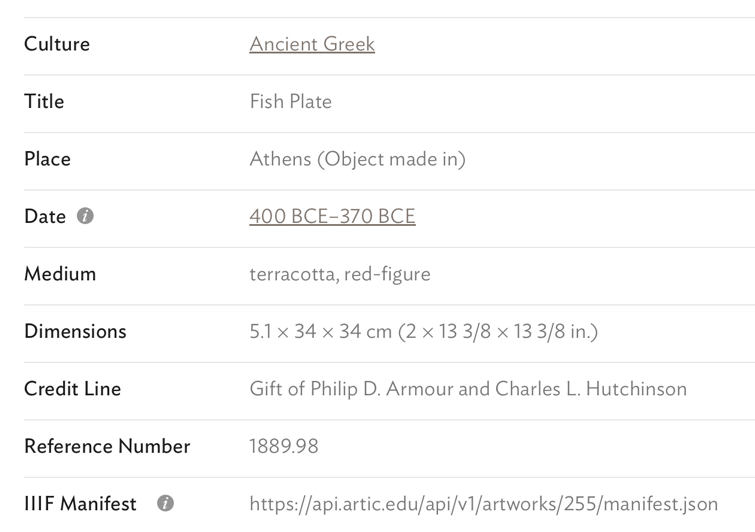 Culture Ancient Greek
Title Fish Plate
Place Athens (Object made in)
Date i 400 BCE–370 BCE
Medium terracotta, red-figure
Dimensions 5.1 × 34 × 34 cm (2 × 13 3/8 × 13 3/8 in.)
Credit Line Gift of Philip D. Armour and Charles L. Hutchinson
Reference Number 1889.98
IIIF Manifest i https://api.artic.edu/api/v1/artworks/255/manifest.json